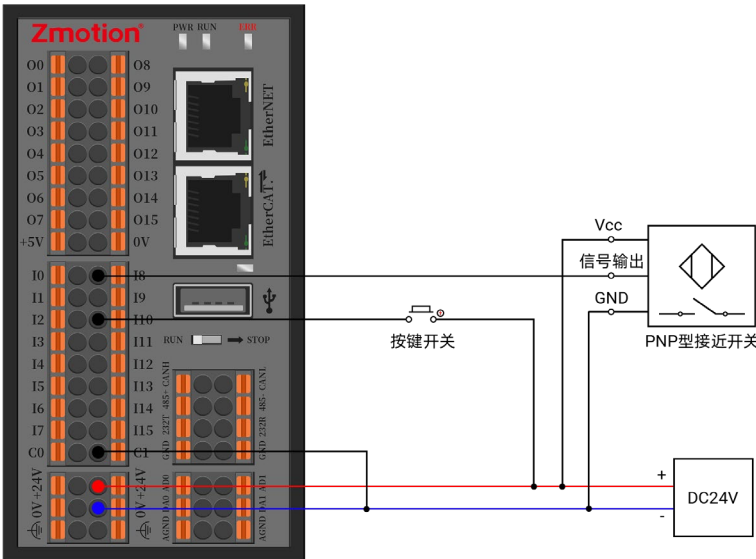 Zmotion®
PWR RUN ERR
O0 O8
O1 O9
O2 O10
O3 O11
O4 O12
O5 O13
O6 O14
O7 O15
+5V 0V
EtherNET
EtherCAT
I0 I8
I1 I9
I2 I10
I3 I11
I4 I12
I5 I13
I6 I14
I7 I15
C0 C1
RUN STOP
GND 232T 485+ CANH
GND 232R 485- CANL
0V +24V
0V +24V
AGND DA0 AD0
AGND DA1 AD1
按键开关
Vcc
信号输出
GND
PNP型接近开关
+
DC24V
-